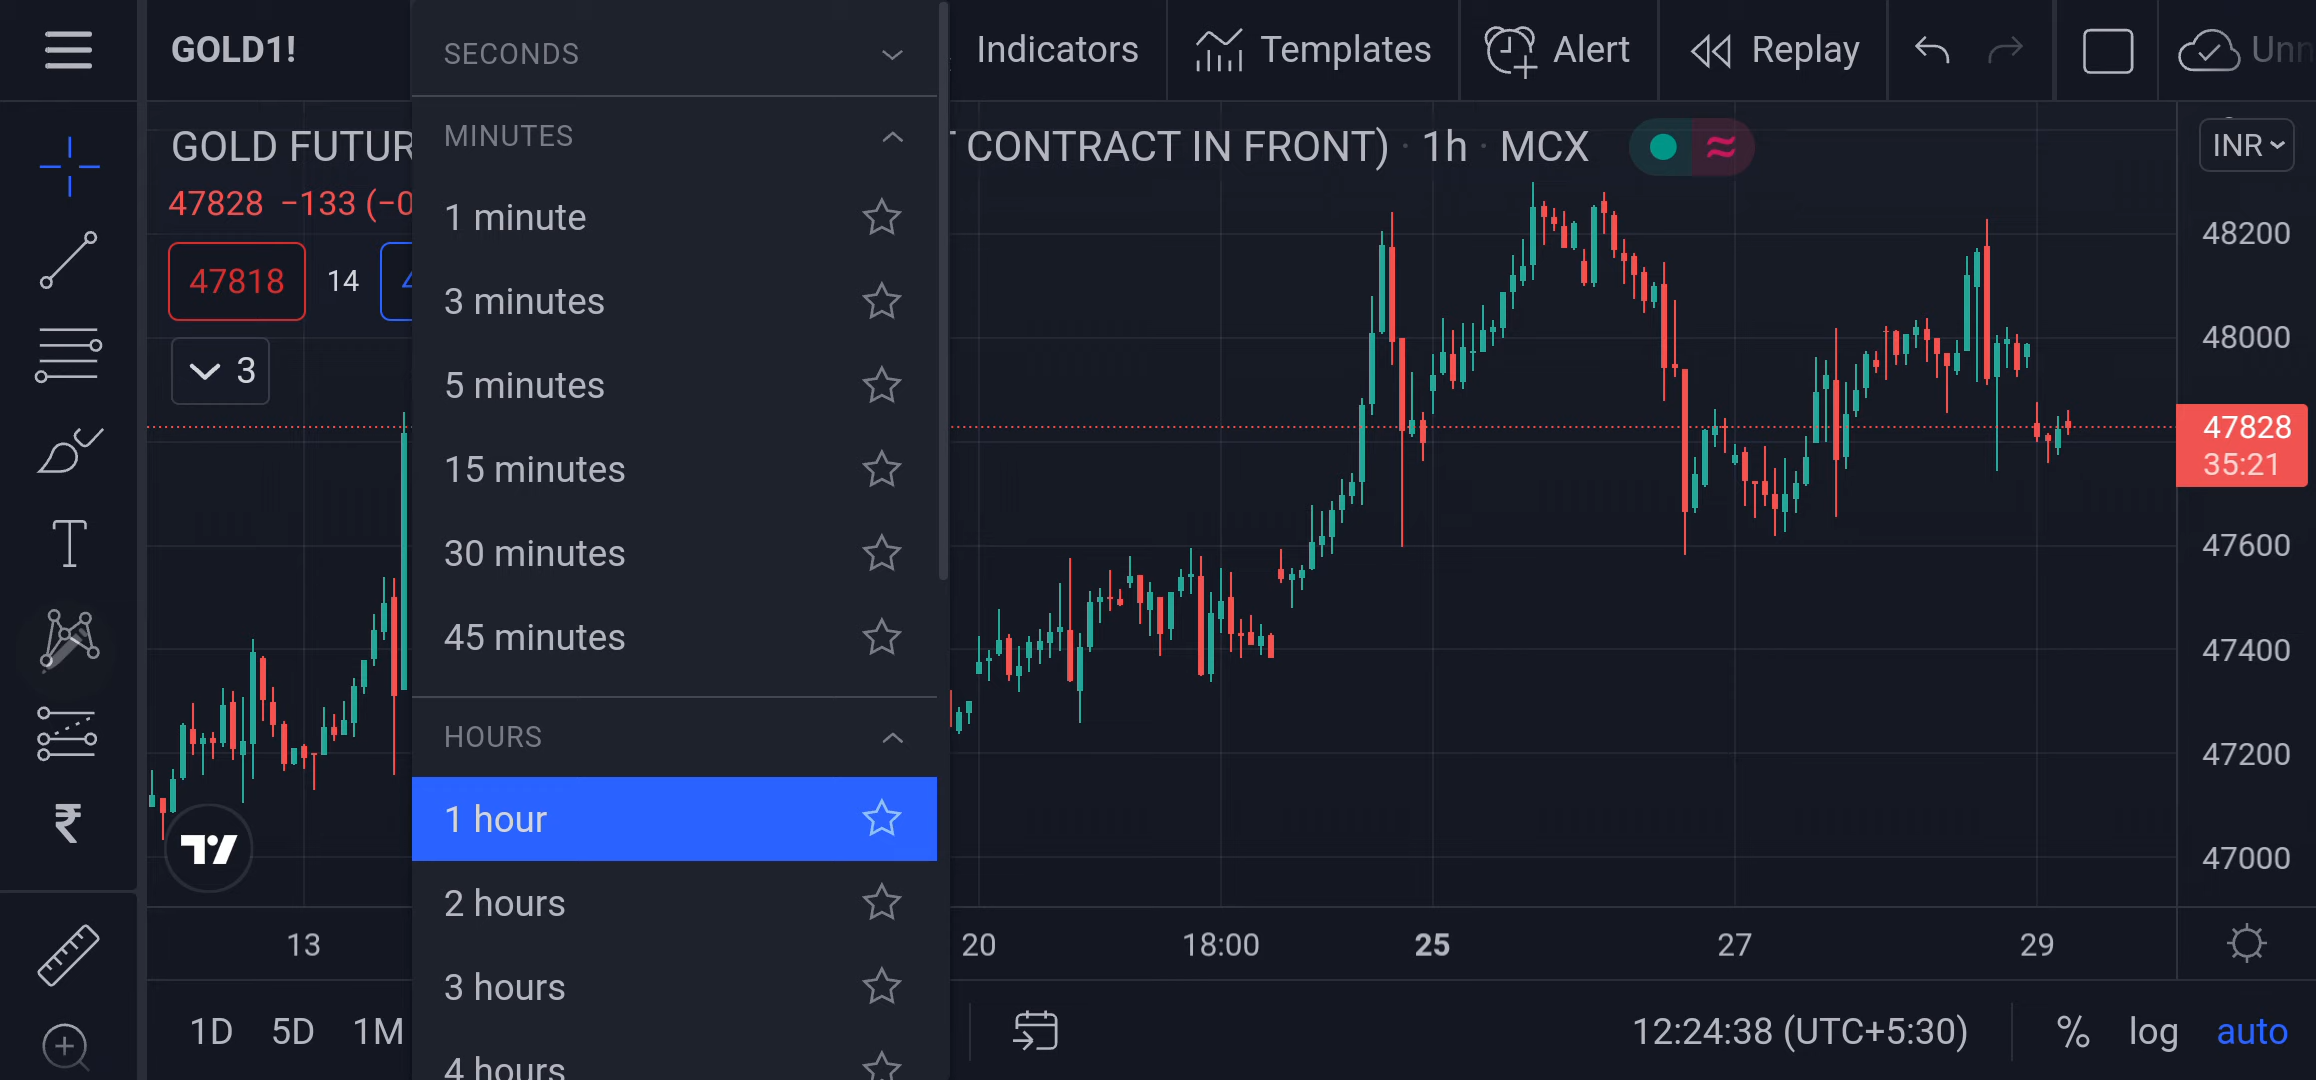 GOLD1!
SECONDS
Indicators
Templates
Alert
Replay
Unn
GOLD FUTUR
CONTRACT IN FRONT) · 1h · MCX
INR
47828 −133 (−0
47818
14
3
MINUTES
1 minute
3 minutes
5 minutes
15 minutes
30 minutes
45 minutes
HOURS
1 hour
2 hours
3 hours
4 hours
48200
48000
47828
35:21
47600
47400
47200
47000
13
20
18:00
25
27
29
1D
5D
1M
12:24:38 (UTC+5:30)
%
log
auto